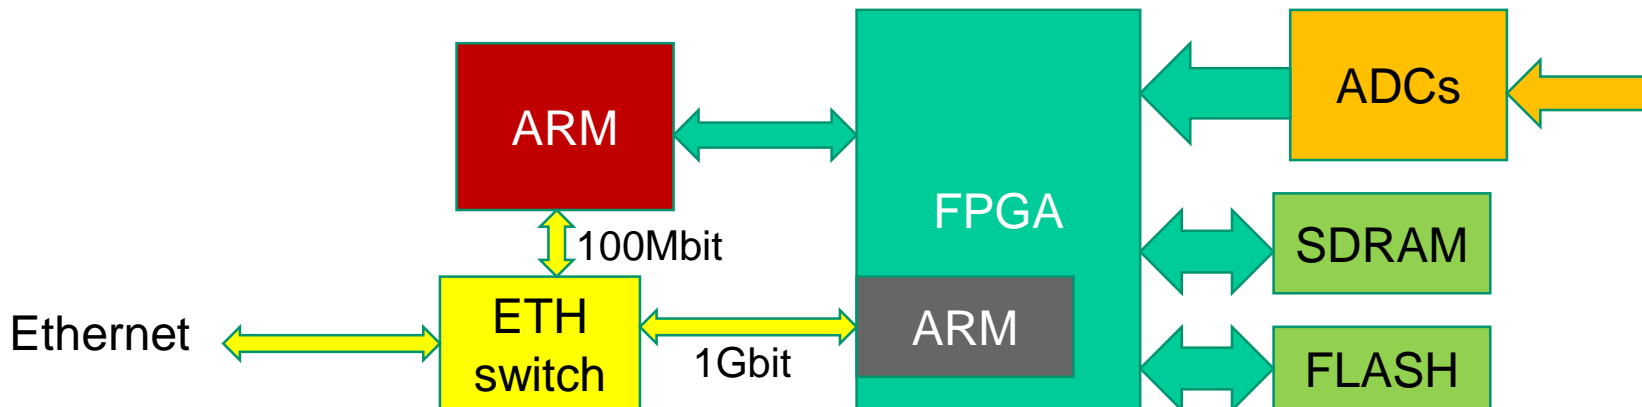 ADCs
ARM
FPGA
100Mbit
SDRAM
Ethernet
ETH
switch
1Gbit
ARM
FLASH